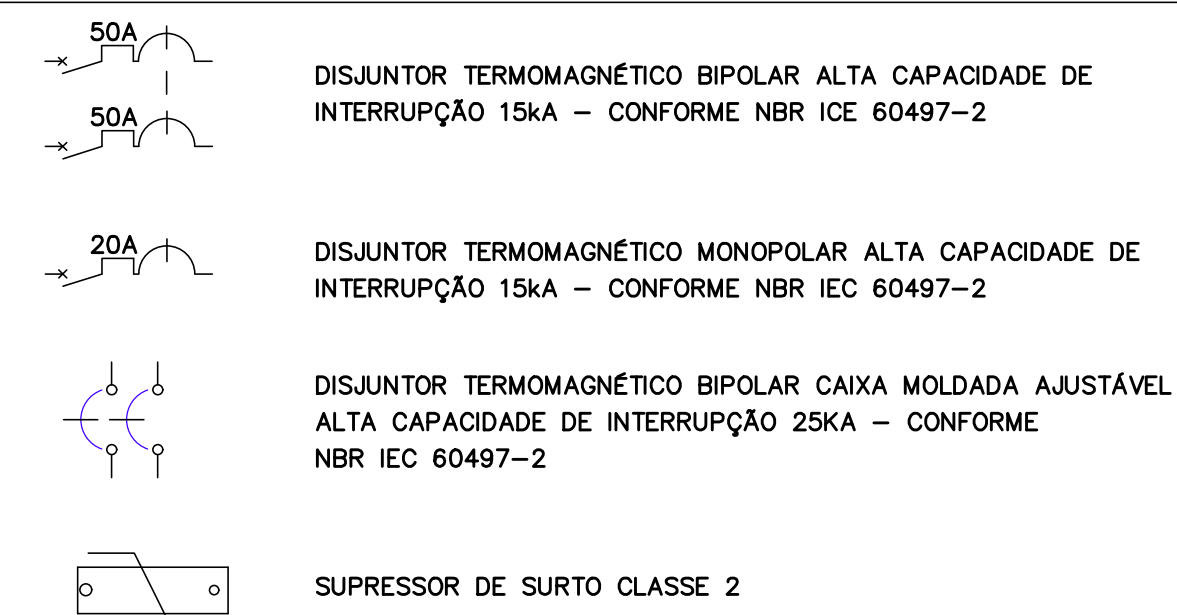 50A
50A
DISJUNTOR TERMOMAGNÉTICO BIPOLAR ALTA CAPACIDADE DE
INTERRUPÇÃO 15kA – CONFORME NBR ICE 60497–2
20A
DISJUNTOR TERMOMAGNÉTICO MONOPOLAR ALTA CAPACIDADE DE
INTERRUPÇÃO 15kA – CONFORME NBR IEC 60497–2
DISJUNTOR TERMOMAGNÉTICO BIPOLAR CAIXA MOLDADA AJUSTÁVEL
ALTA CAPACIDADE DE INTERRUPÇÃO 25KA – CONFORME
NBR IEC 60497–2
SUPRESSOR DE SURTO CLASSE 2